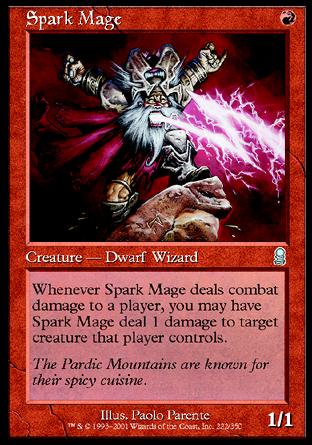 Spark Mage
Creature — Dwarf Wizard
Whenever Spark Mage deals combat
damage to a player, you may have
Spark Mage deal 1 damage to target
creature that player controls.
The Pardic Mountains are known for
their spicy cuisine.
Illus. Paolo Parente
™ & © 1993-2001 Wizards of the Coast, Inc. 222/350
1/1